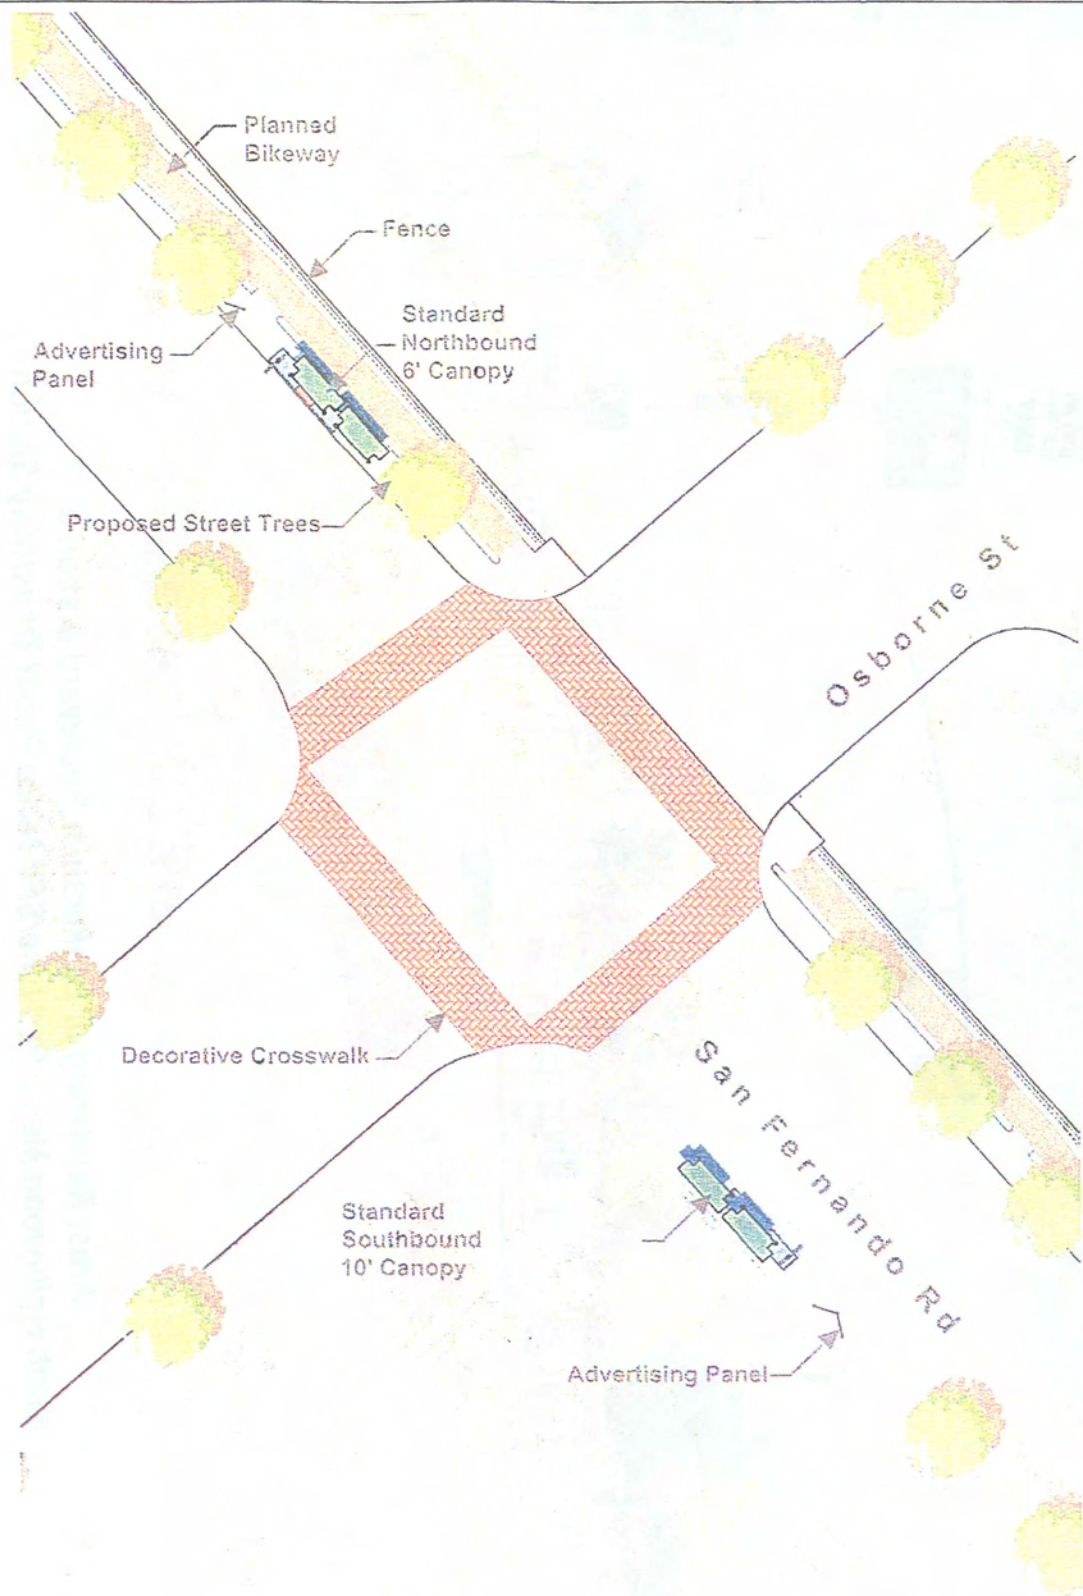 Planned
Bikeway
Fence
Standard
Northbound
6' Canopy
Advertising
Panel
Proposed Street Trees
Osborne St
Decorative Crosswalk
San Fernando Rd
Standard
Southbound
10' Canopy
Advertising Panel